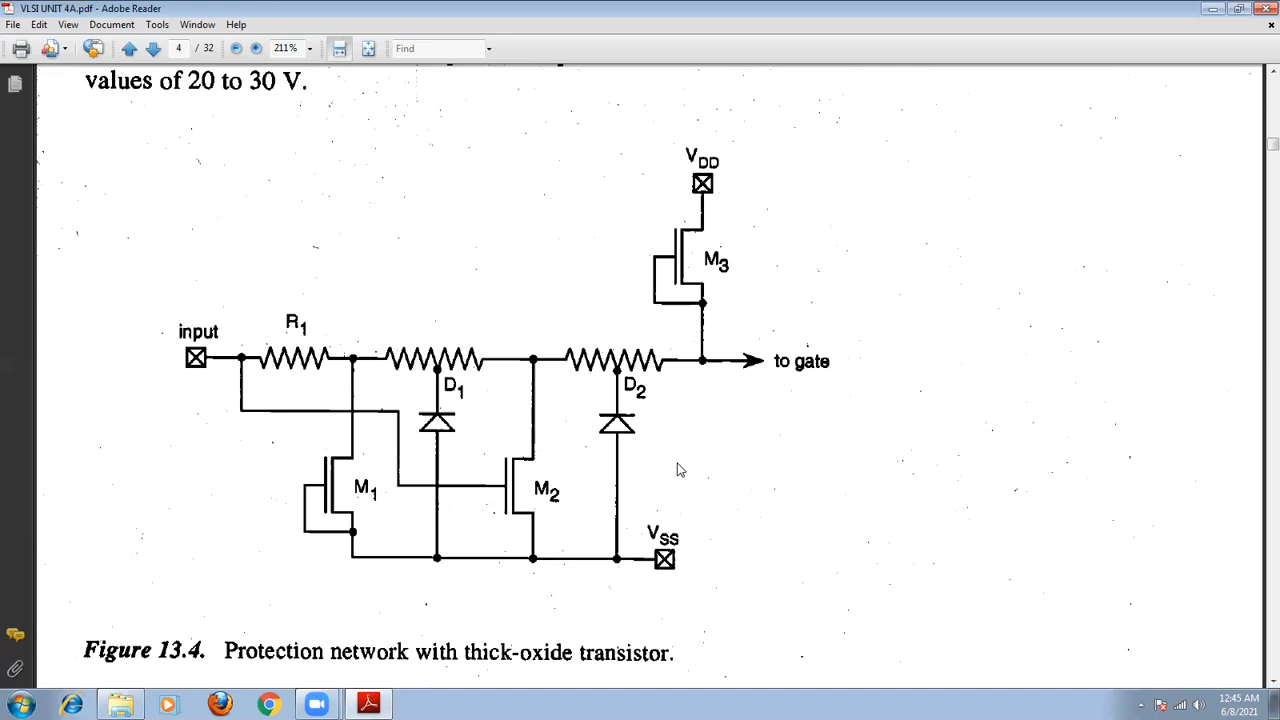 VLSI UNIT 4A.pdf - Adobe Reader
File Edit View Document Tools Window Help
4 / 32 211% Find
values of 20 to 30 V.
VDD
M3
input
R1
to gate
D1
D2
M1
M2
VSS
Figure 13.4. Protection network with thick-oxide transistor.
12:45 AM
6/8/2021